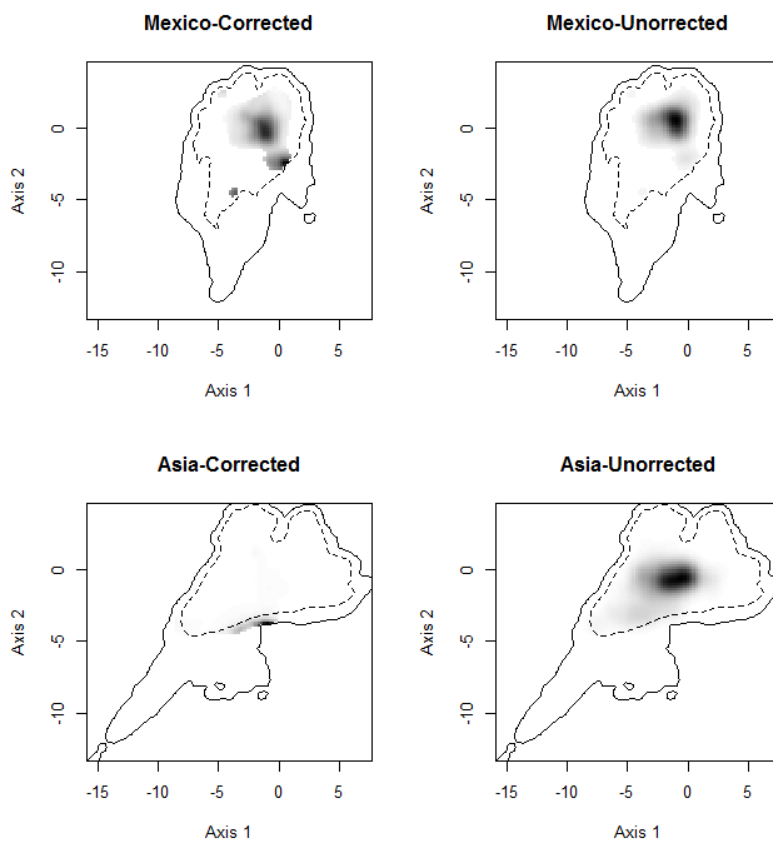 Mexico-Corrected
Mexico-Unorrected
Axis 2
0
-5
-10
-15 -10 -5 0 5
Axis 1
Axis 2
0
-5
-10
-15 -10 -5 0 5
Axis 1
Asia-Corrected
Asia-Unorrected
Axis 2
0
-5
-10
-15 -10 -5 0 5
Axis 1
Axis 2
0
-5
-10
-15 -10 -5 0 5
Axis 1